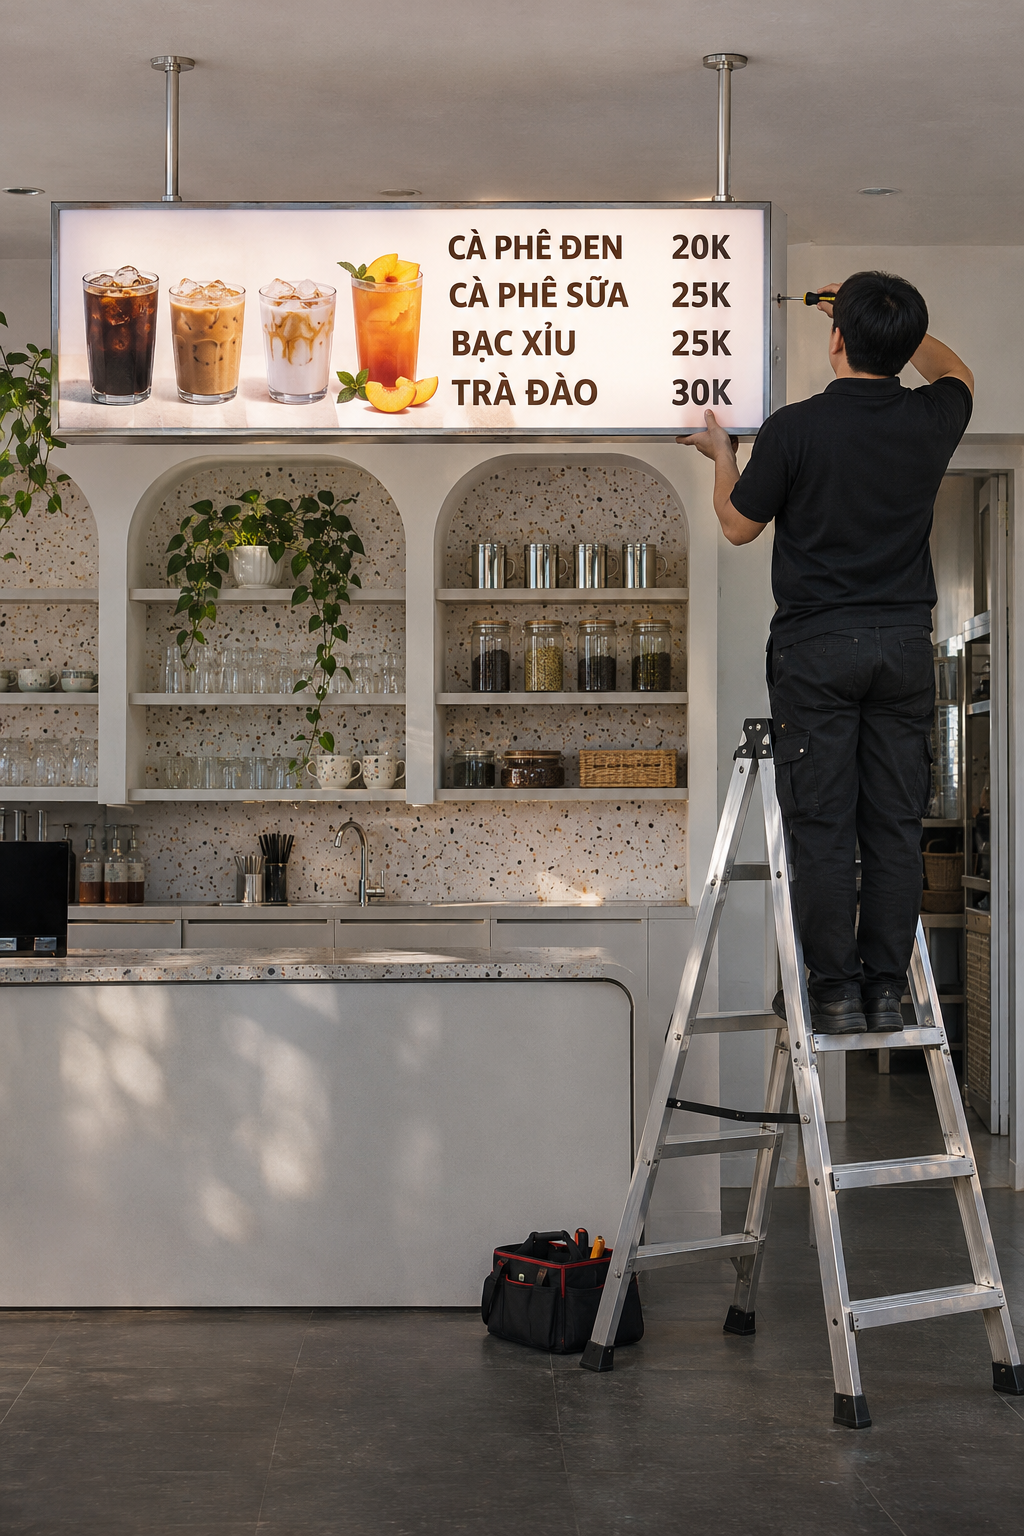 CÀ PHÊ ĐEN 20K
CÀ PHÊ SỮA 25K
BẠC XỈU 25K
TRÀ ĐÀO 30K